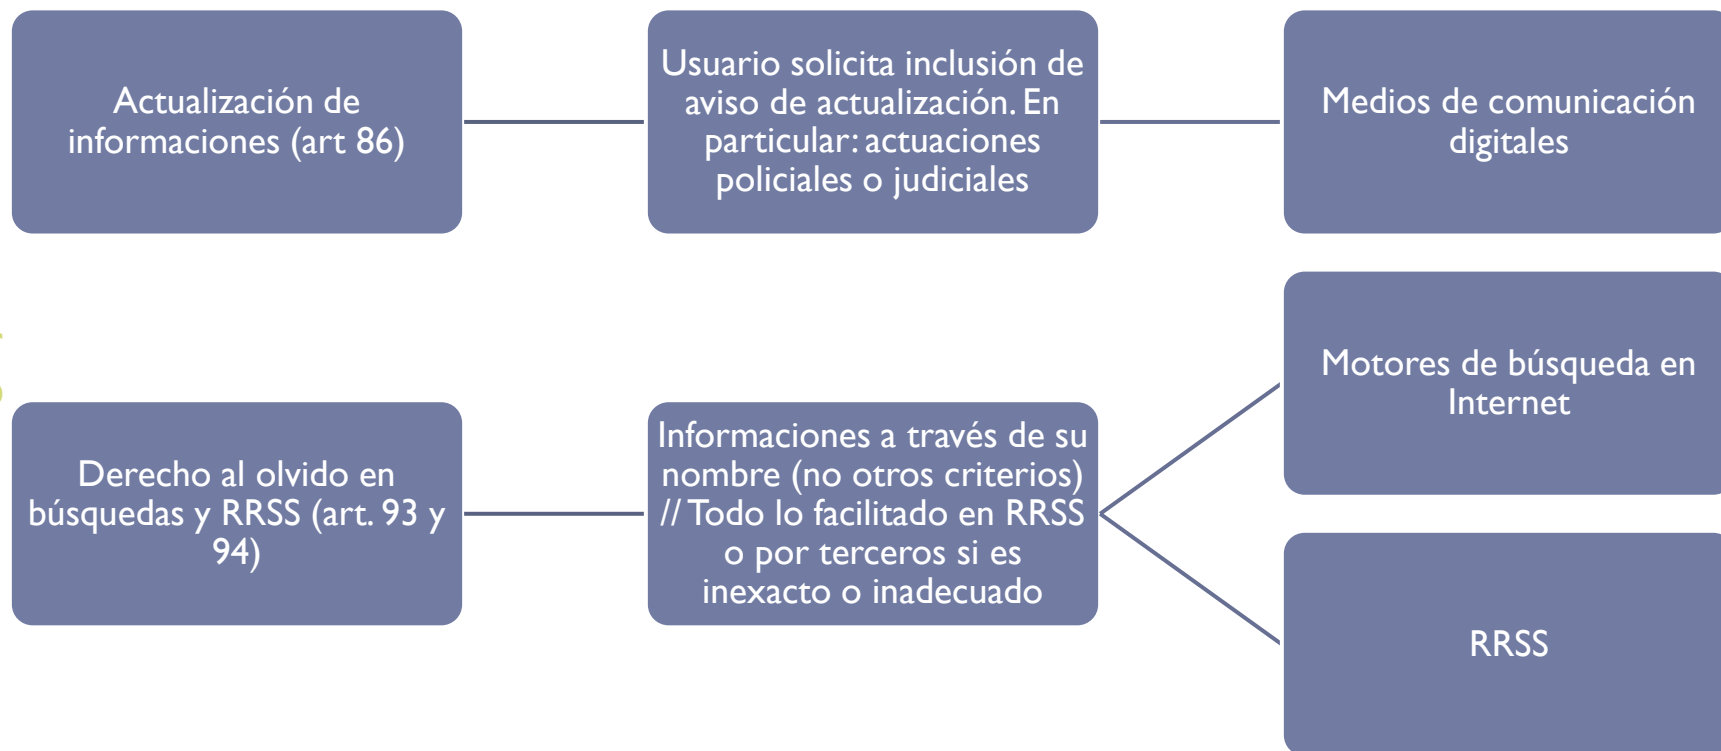 Actualización de
informaciones (art 86)
Usuario solicita inclusión de
aviso de actualización. En
particular: actuaciones
policiales o judiciales
Medios de comunicación
digitales
Derecho al olvido en
búsquedas y RRSS (art. 93 y
94)
Informaciones a través de su
nombre (no otros criterios)
// Todo lo facilitado en RRSS
o por terceros si es
inexacto o inadecuado
Motores de búsqueda en
Internet
RRSS